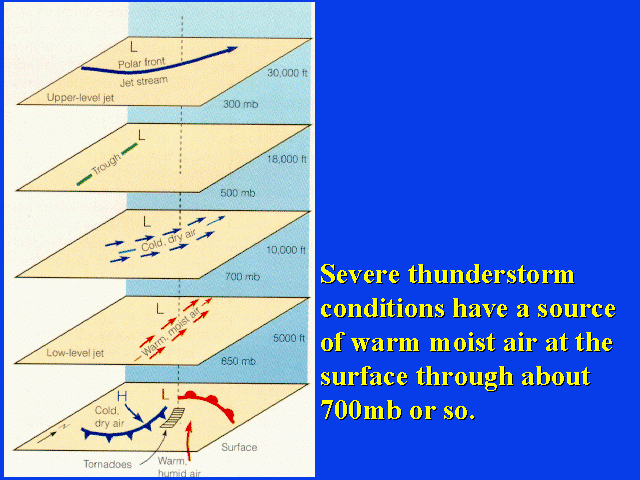 L
Polar front
Jet stream
30,000 ft
Upper-level jet
300 mb
L
Trough
18,000 ft
500 mb
L
Cold, dry air
10,000 ft
700 mb
L
Warm, moist air
5000 ft
Low-level jet
850 mb
H
L
Cold,
dry air
N
Surface
Tornadoes
Warm,
humid air
Severe thunderstorm
conditions have a source
of warm moist air at the
surface through about
700mb or so.